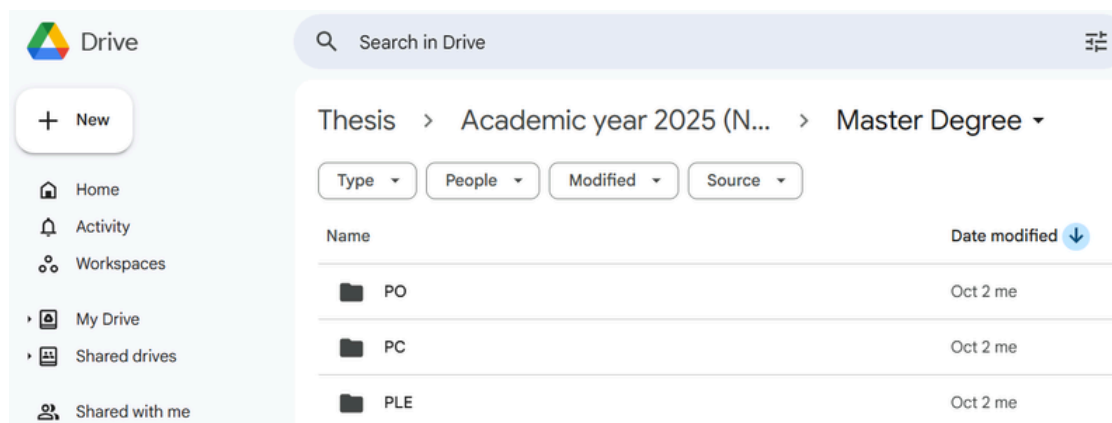 Drive
Search in Drive
New
Thesis > Academic year 2025 (N... > Master Degree
Type
People
Modified
Source
Home
Activity
Workspaces
My Drive
Shared drives
Shared with me
Name Date modified
PO Oct 2 me
PC Oct 2 me
PLE Oct 2 me